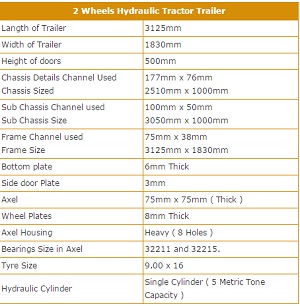 2 Wheels Hydraulic Tractor Trailer
Langth of Trailer 3125mm
Width of Trailer 1830mm
Height of doors 500mm
Chassis Details Channel Used 177mm x 76mm
Chassis Sized 2510mm x 1000mm
Sub Chassis Channel used 100mm x 50mm
Sub Chassis Size 3050mm x 1000mm
Frame Channel used 75mm x 38mm
Frame Size 3125mm x 1830mm
Bottom plate 6mm Thick
Side door Plate 3mm
Axel 75mm x 75mm ( Thick )
Wheel Plates 8mm Thick
Axel Housing Heavy ( 8 Holes )
Bearings Size in Axel 32211 and 32215.
Tyre Size 9.00 x 16
Hydraulic Cylinder Single Cylinder ( 5 Metric Tone
Capacity )